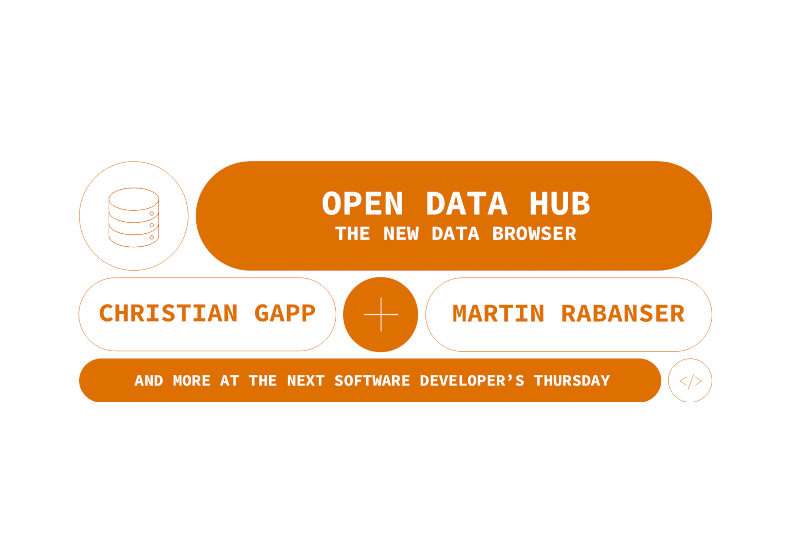 OPEN DATA HUB
THE NEW DATA BROWSER
CHRISTIAN GAPP
MARTIN RABANSER
AND MORE AT THE NEXT SOFTWARE DEVELOPER’S THURSDAY
</>